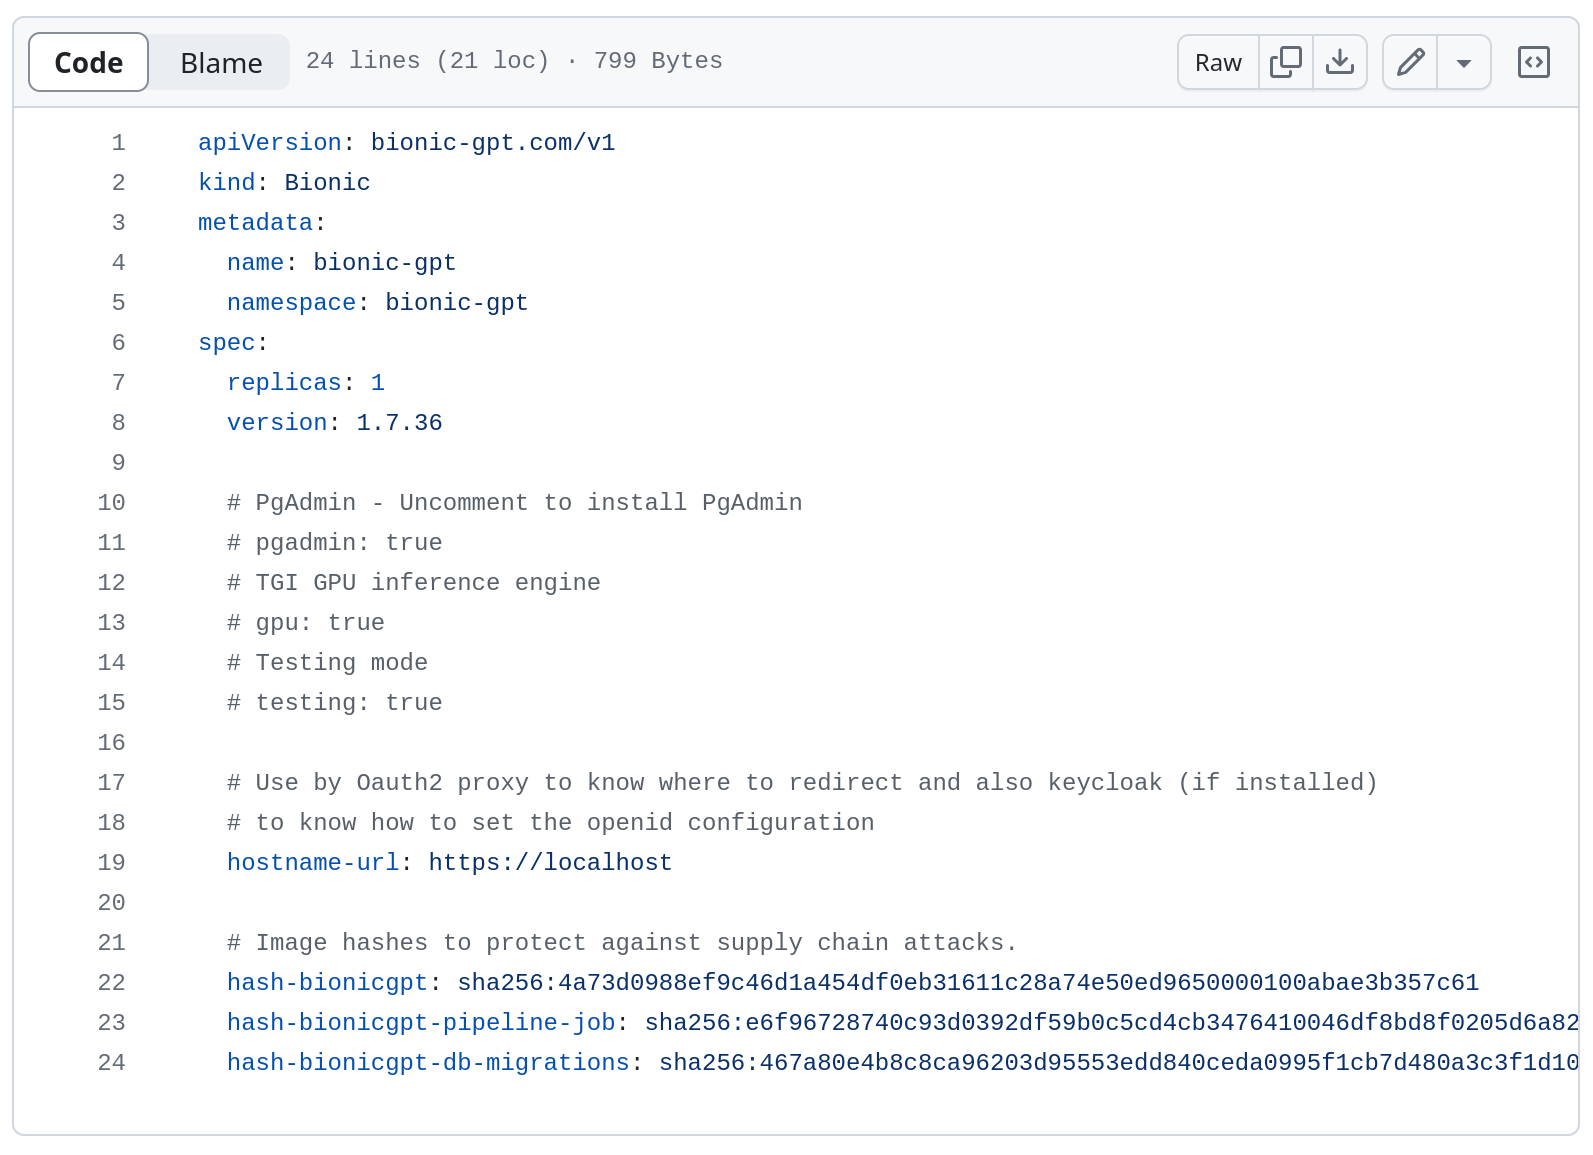 Code Blame 24 lines (21 loc) · 799 Bytes Raw
1 apiVersion: bionic-gpt.com/v1
2 kind: Bionic
3 metadata:
4   name: bionic-gpt
5   namespace: bionic-gpt
6 spec:
7   replicas: 1
8   version: 1.7.36
9
10   # PgAdmin - Uncomment to install PgAdmin
11   # pgadmin: true
12   # TGI GPU inference engine
13   # gpu: true
14   # Testing mode
15   # testing: true
16
17   # Use by Oauth2 proxy to know where to redirect and also keycloak (if installed)
18   # to know how to set the openid configuration
19   hostname-url: https://localhost
20
21   # Image hashes to protect against supply chain attacks.
22   hash-bionicgpt: sha256:4a73d0988ef9c46d1a454df0eb31611c28a74e50ed9650000100abae3b357c61
23   hash-bionicgpt-pipeline-job: sha256:e6f96728740c93d0392df59b0c5cd4cb3476410046df8bd8f0205d6a82
24   hash-bionicgpt-db-migrations: sha256:467a80e4b8c8ca96203d95553edd840ceda0995f1cb7d480a3c3f1d10